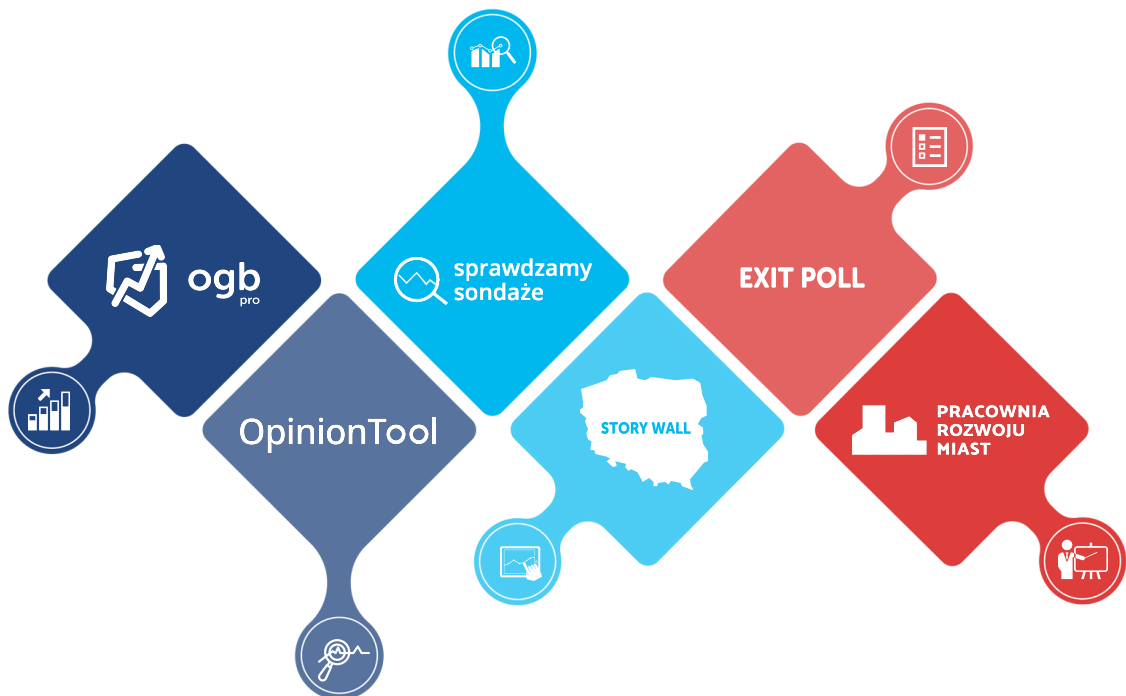 ogb
pro
OpinionTool
sprawdzamy
sondaże
STORY WALL
EXIT POLL
PRACOWNIA
ROZWOJU
MIAST